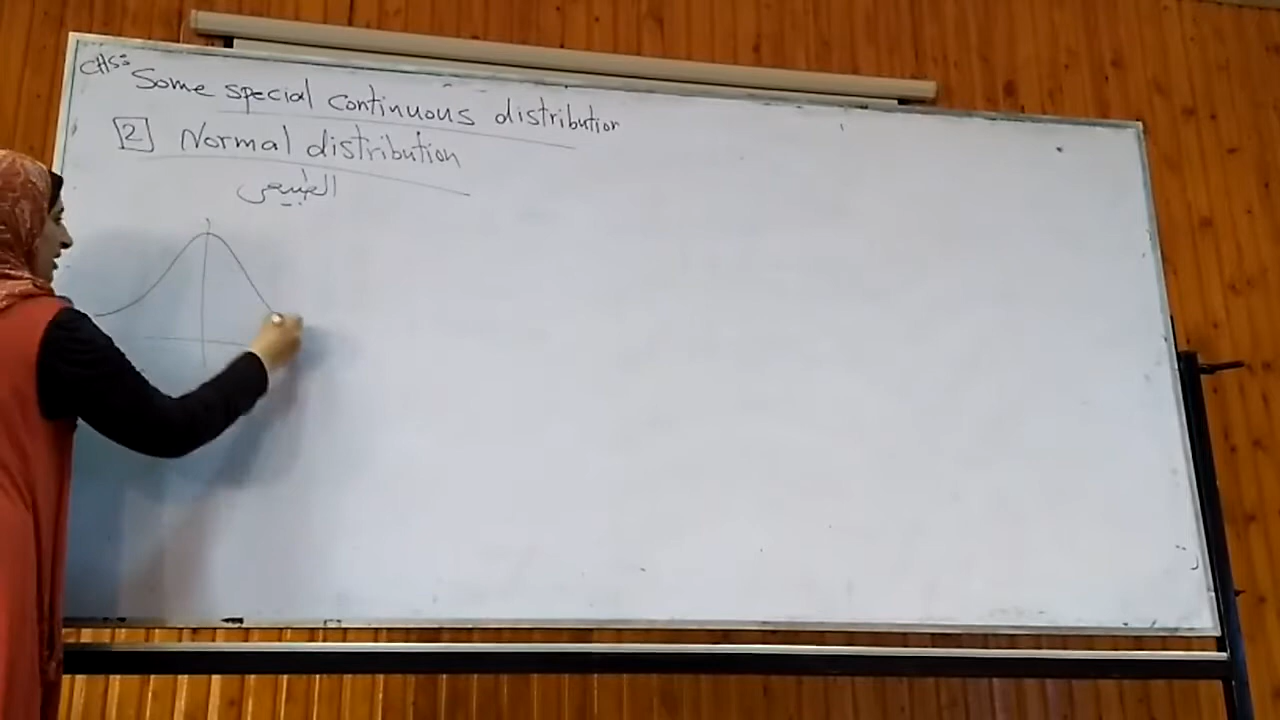 CH5:
Some special continuous distribution
2 Normal distribution
الطبيعي